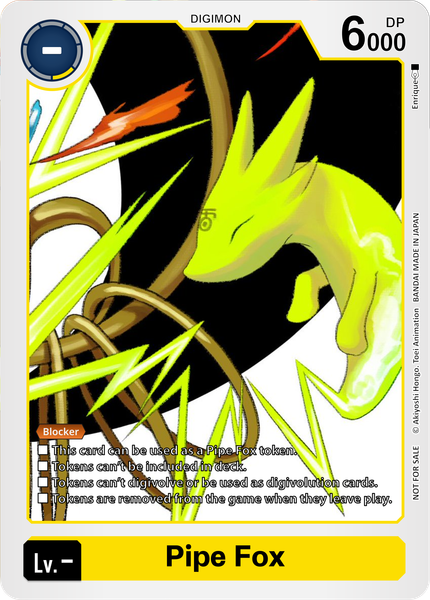 DIGIMON
-
DP
6000
Enrique
Blocker
□ This card can be used as a Pipe Fox token.
□ Tokens can't be included in deck.
□ Tokens can't digivolve or be used as digivolution cards.
□ Tokens are removed from the game when they leave play.
NOT FOR SALE © Akiyoshi Hongo. Toei Animation BANDAI MADE IN JAPAN
Lv.-
Pipe Fox